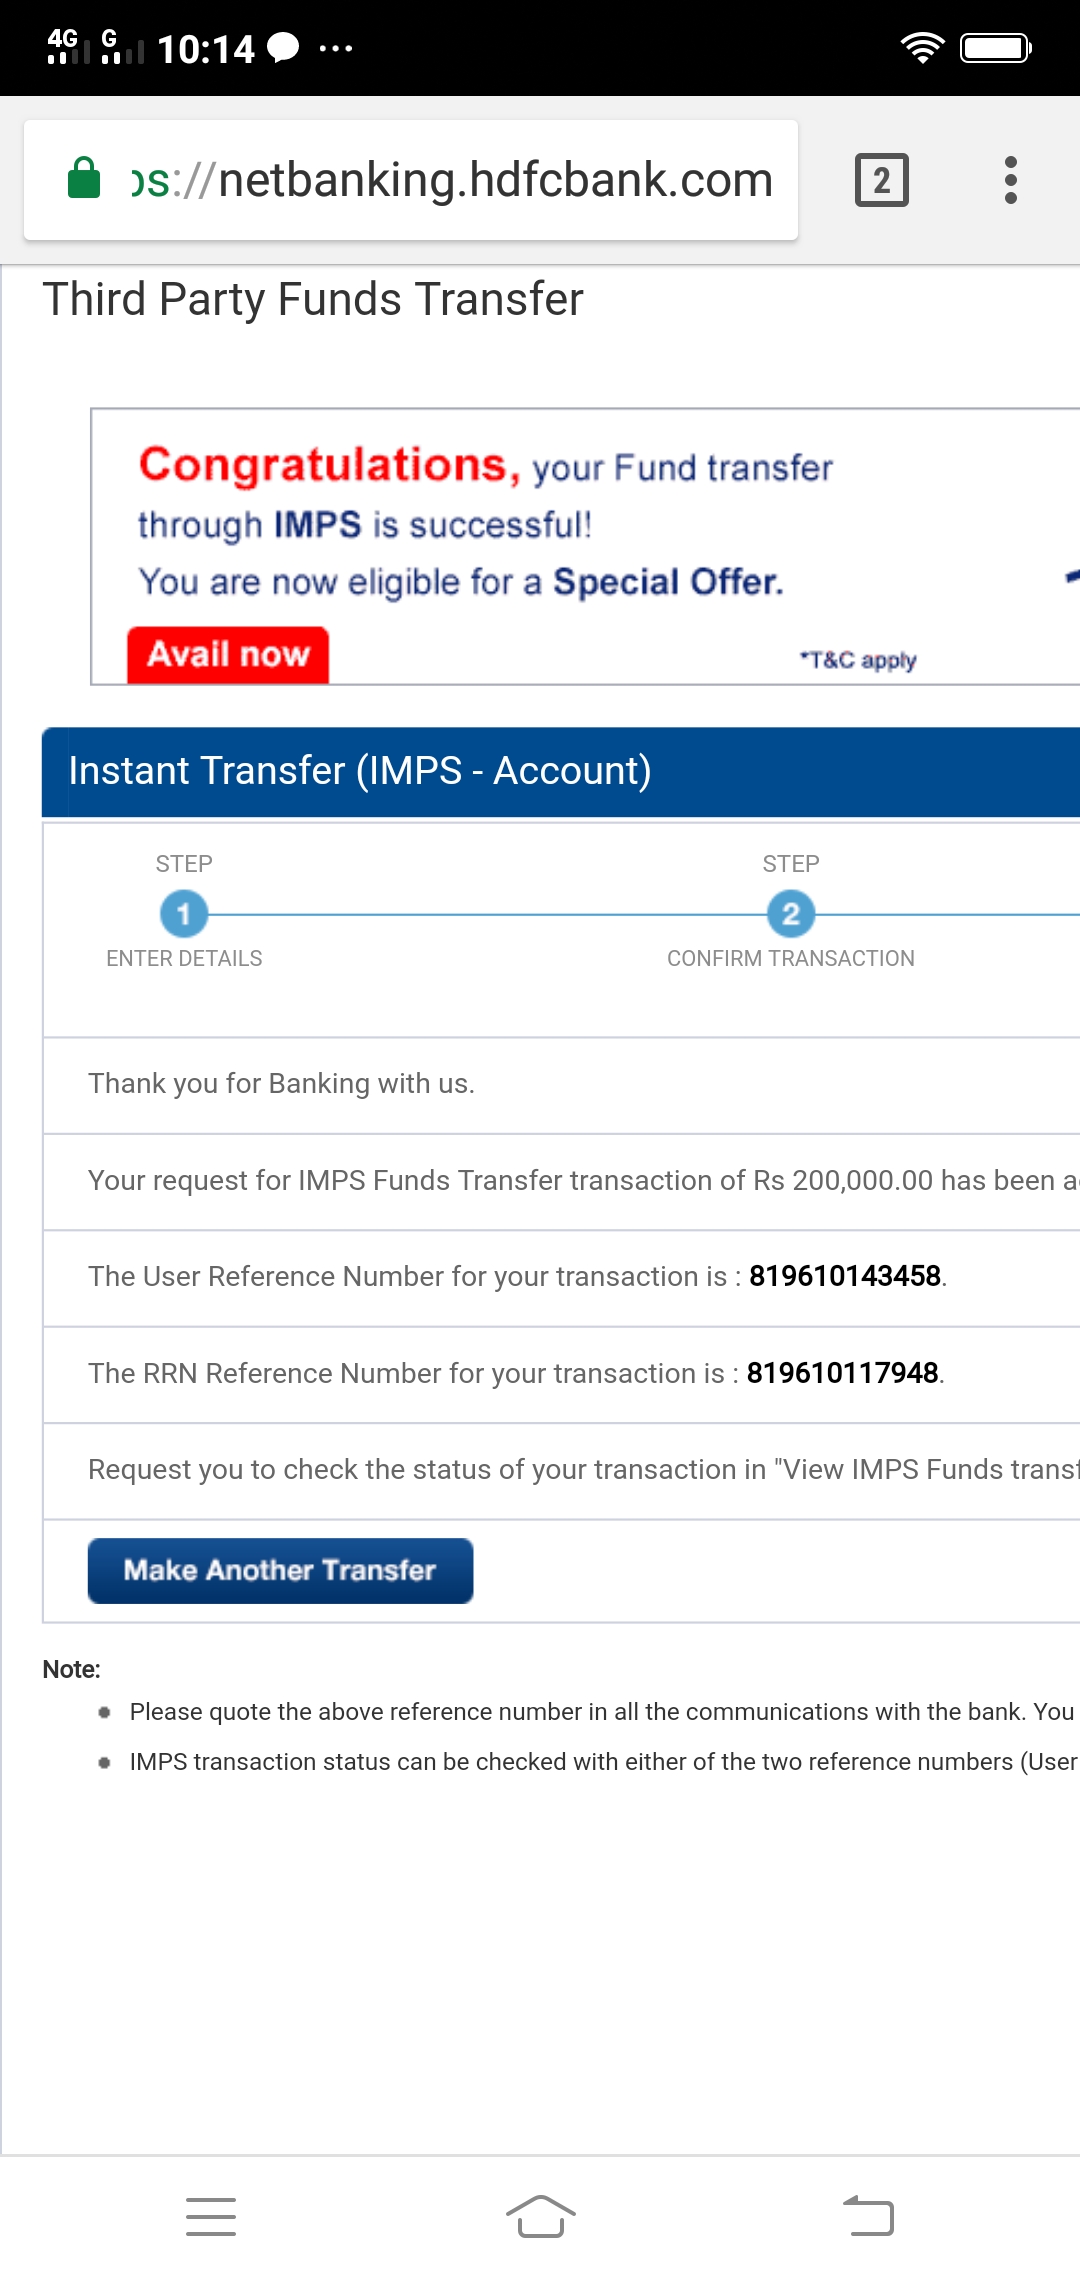 4G G 10:14
ps://netbanking.hdfcbank.com 2
Third Party Funds Transfer
Congratulations, your Fund transfer
through IMPS is successful!
You are now eligible for a Special Offer.
Avail now *T&C apply
Instant Transfer (IMPS - Account)
STEP STEP
1 2
ENTER DETAILS CONFIRM TRANSACTION
Thank you for Banking with us.
Your request for IMPS Funds Transfer transaction of Rs 200,000.00 has been
The User Reference Number for your transaction is : 819610143458.
The RRN Reference Number for your transaction is : 819610117948.
Request you to check the status of your transaction in "View IMPS Funds transf
Make Another Transfer
Note:
Please quote the above reference number in all the communications with the bank. You
IMPS transaction status can be checked with either of the two reference numbers (User